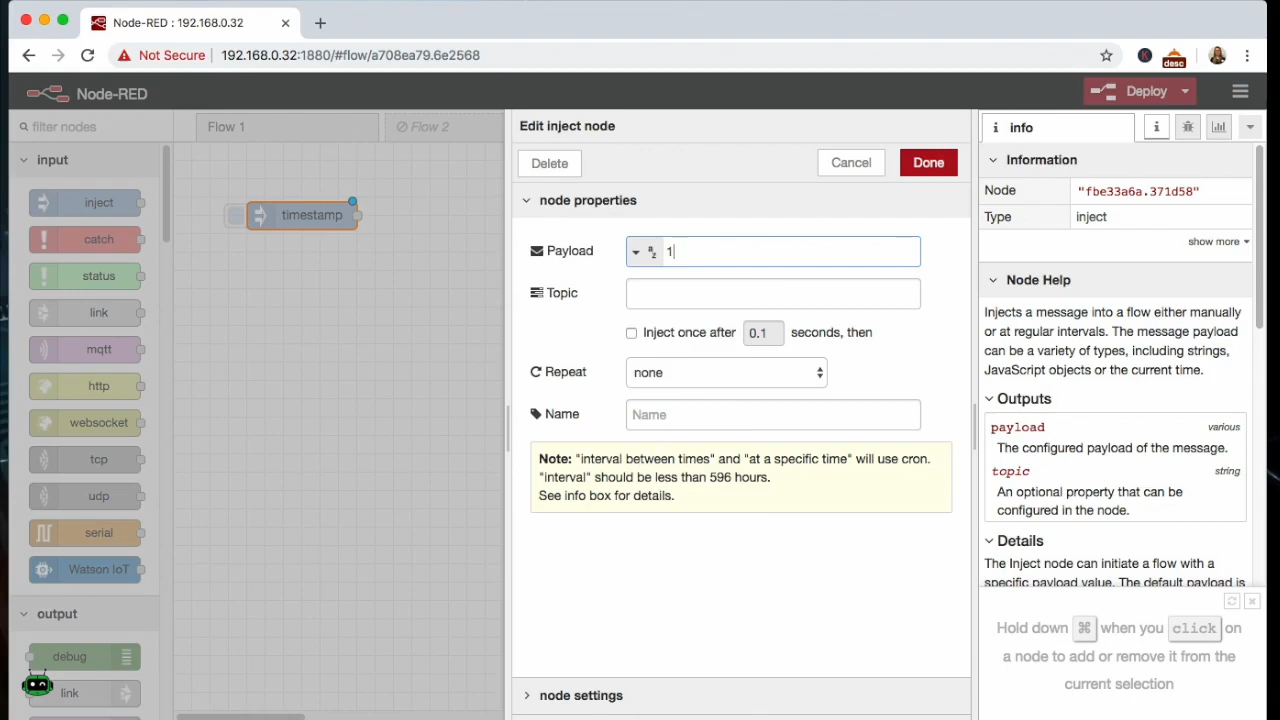 Node-RED : 192.168.0.32
Not Secure
192.168.0.32:1880/#flow/a708ea79.6e2568
K
desc
Node-RED
Deploy
filter nodes
Flow 1
Flow 2
Edit inject node
i info
i
input
Delete
Cancel
Done
Information
inject
node properties
Node
"fbe33a6a.371d58"
timestamp
Type
inject
catch
Payload
az
1
show more
status
Topic
Node Help
link
Inject once after
0.1
seconds, then
Injects a message into a flow either manually
or at regular intervals. The message payload
can be a variety of types, including strings,
JavaScript objects or the current time.
mqtt
Repeat
none
http
Outputs
websocket
Name
Name
payload
various
The configured payload of the message.
tcp
Note: "interval between times" and "at a specific time" will use cron.
"interval" should be less than 596 hours.
See info box for details.
topic
string
An optional property that can be
configured in the node.
udp
serial
Details
Watson IoT
The Inject node can initiate a flow with a
specific payload value. The default payload is
output
debug
link
Hold down ⌘ when you click on
a node to add or remove it from the
current selection
node settings